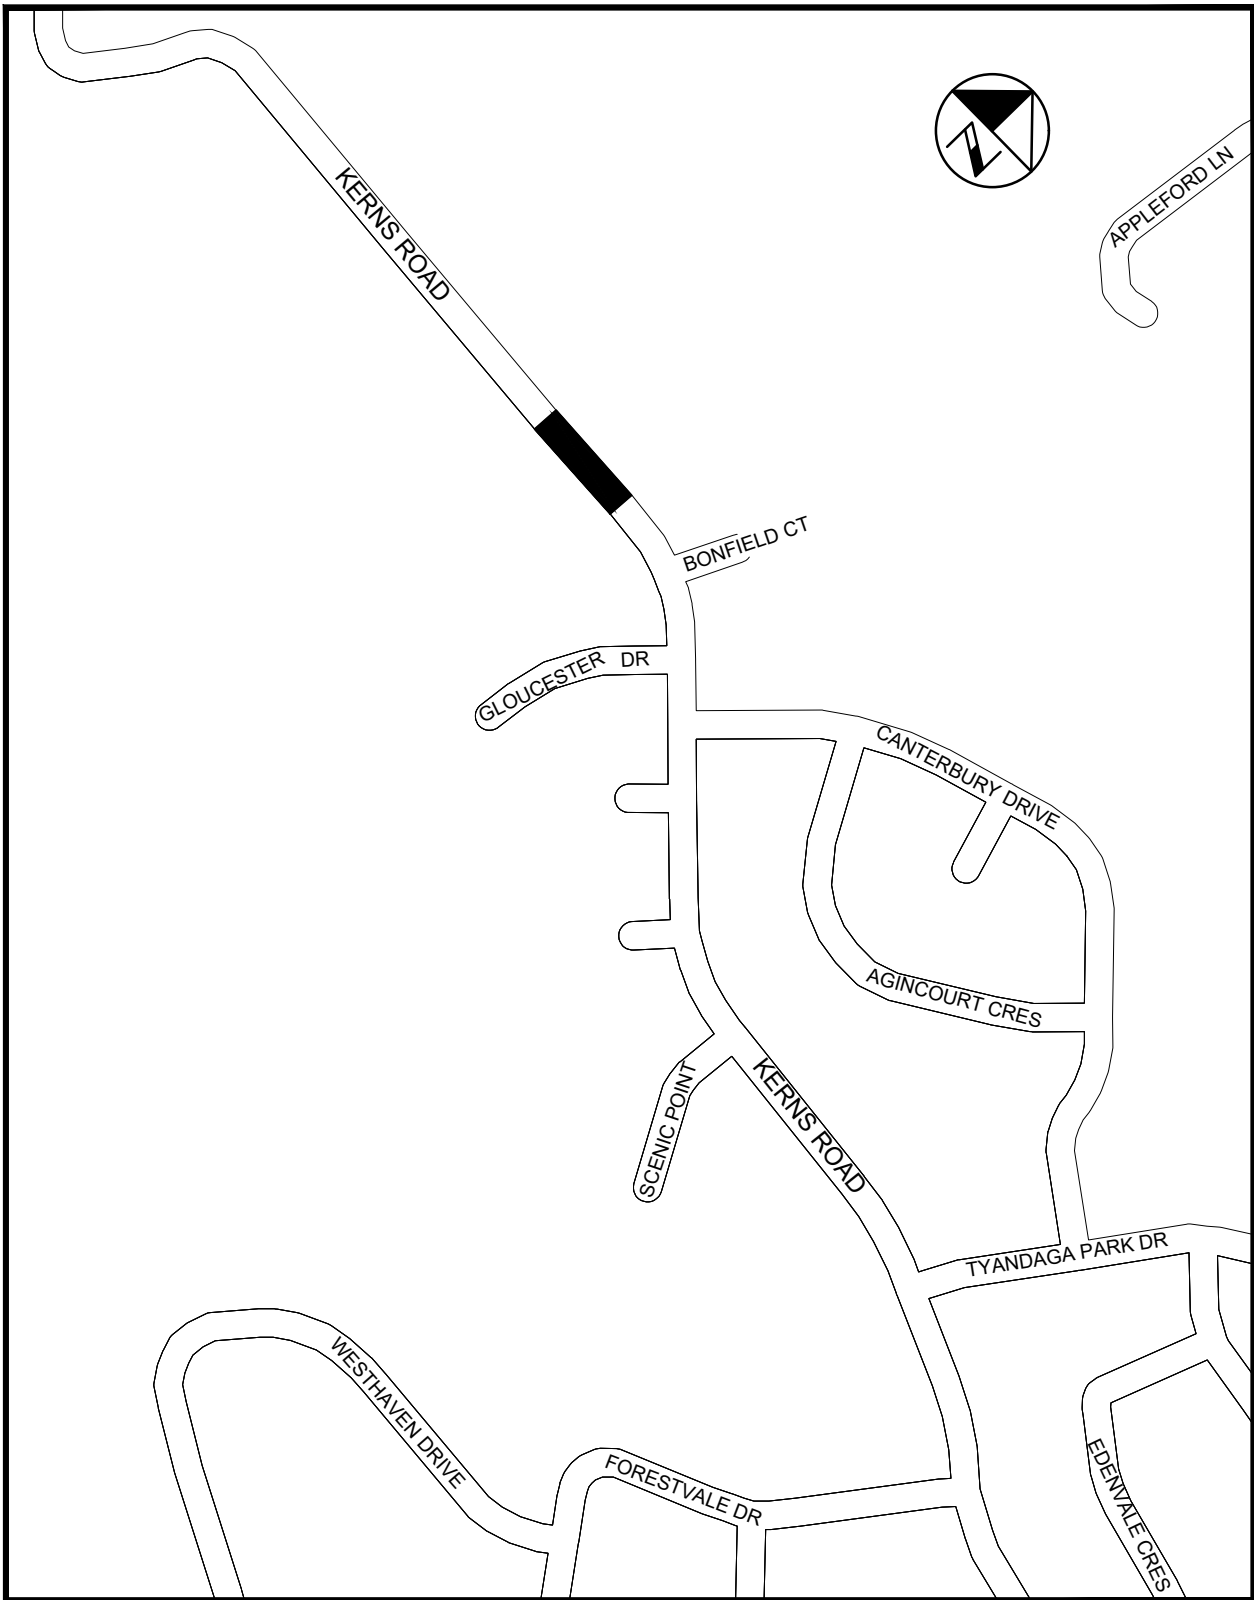 KERNS ROAD
APPLEFORD LN
BONFIELD CT
GLOUCESTER DR
CANTERBURY DRIVE
AGINCOURT CRES
SCENIC POINT
KERNS ROAD
TYANDAGA PARK DR
WESTHAVEN DRIVE
FORESTVALE DR
EDENVALE CRES